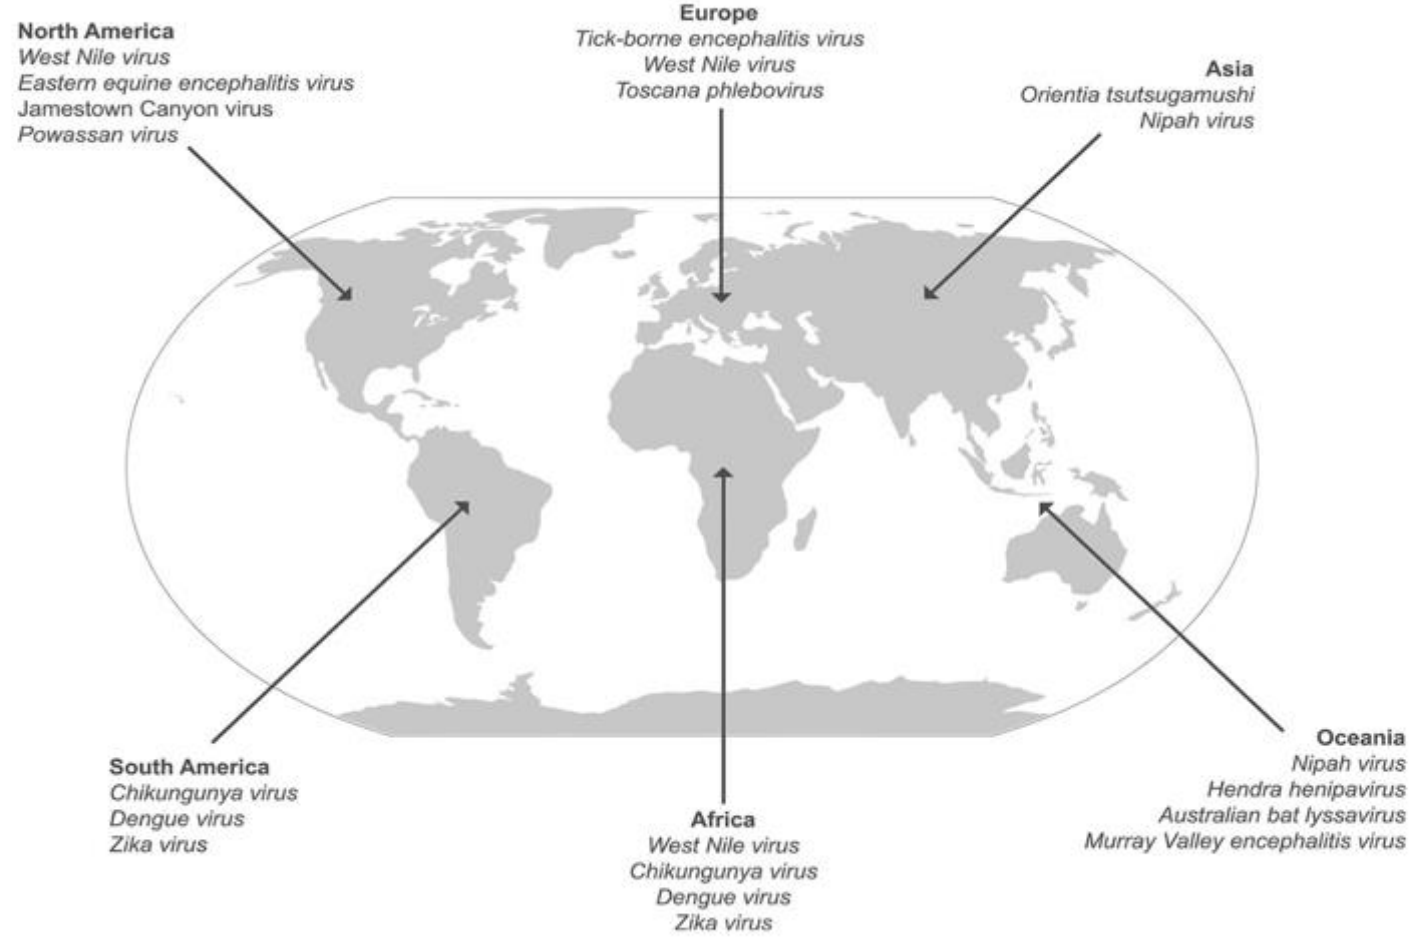 North America
West Nile virus
Eastern equine encephalitis virus
Jamestown Canyon virus
Powassan virus
Europe
Tick-borne encephalitis virus
West Nile virus
Toscana phlebovirus
Asia
Orientia tsutsugamushi
Nipah virus
South America
Chikungunya virus
Dengue virus
Zika virus
Africa
West Nile virus
Chikungunya virus
Dengue virus
Zika virus
Oceania
Nipah virus
Hendra henipavirus
Australian bat lyssavirus
Murray Valley encephalitis virus